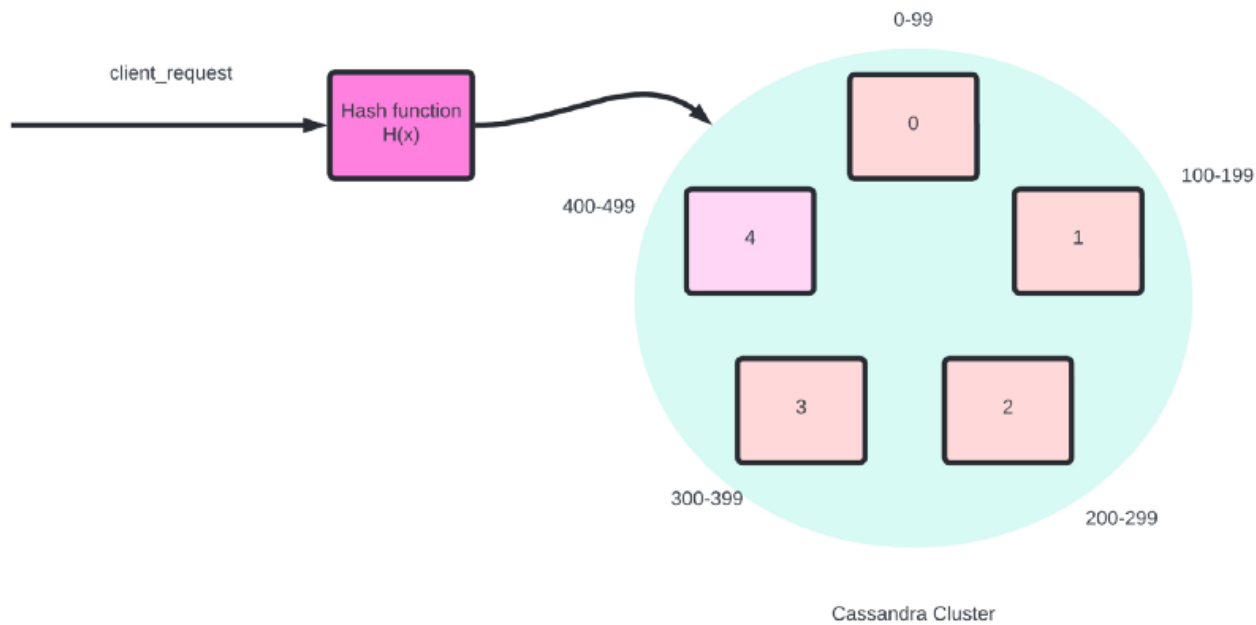 0-99
client_request
Hash function
H(x)
0
100-199
400-499
4
1
3
2
300-399
200-299
Cassandra Cluster